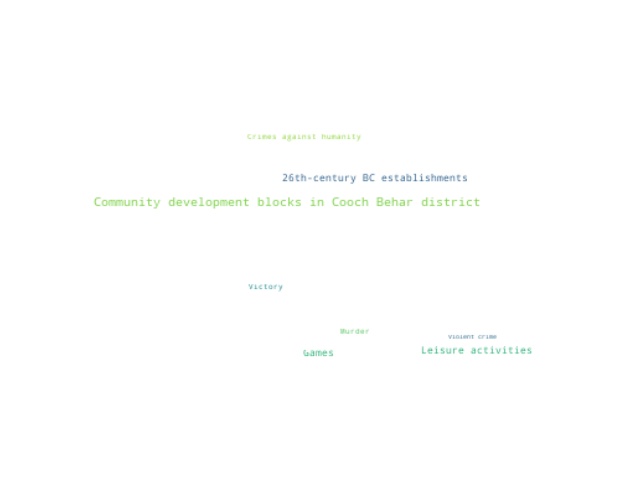 Crimes against humanity
26th-century BC establishments
Community development blocks in Cooch Behar district
Victory
Murder
Violent crime
Games
Leisure activities